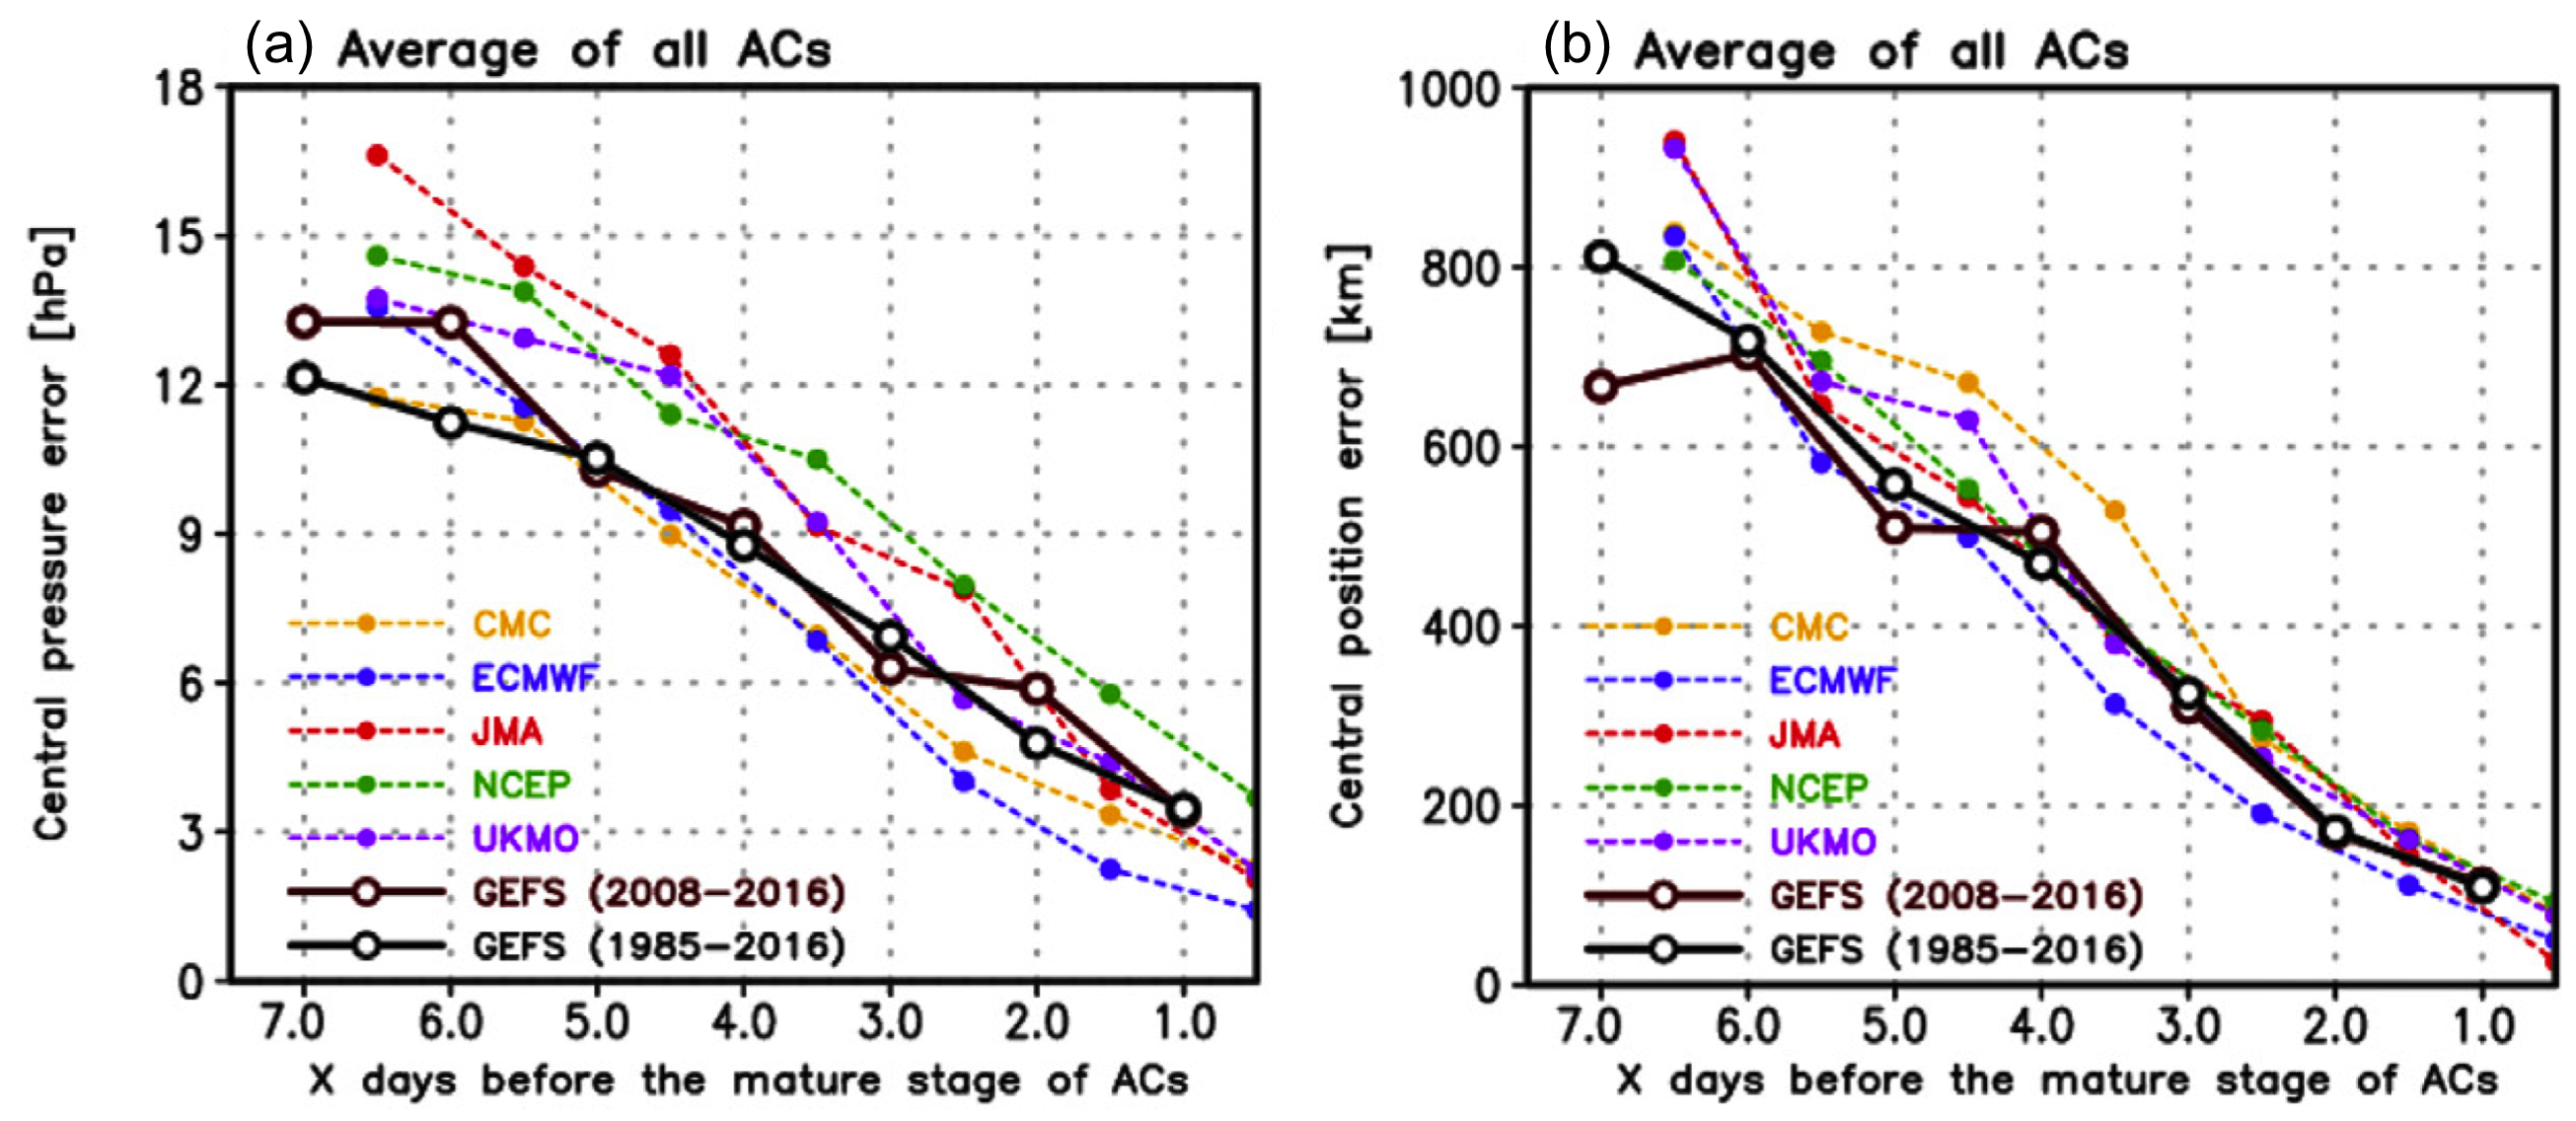 (a) Average of all ACs
Central pressure error [hPa]
18
15
12
9
6
3
0
CMC
ECMWF
JMA
NCEP
UKMO
GEFS (2008-2016)
GEFS (1985-2016)
7.0 6.0 5.0 4.0 3.0 2.0 1.0
X days before the mature stage of ACs
(b) Average of all ACs
Central position error [km]
1000
800
600
400
200
0
CMC
ECMWF
JMA
NCEP
UKMO
GEFS (2008-2016)
GEFS (1985-2016)
7.0 6.0 5.0 4.0 3.0 2.0 1.0
X days before the mature stage of ACs